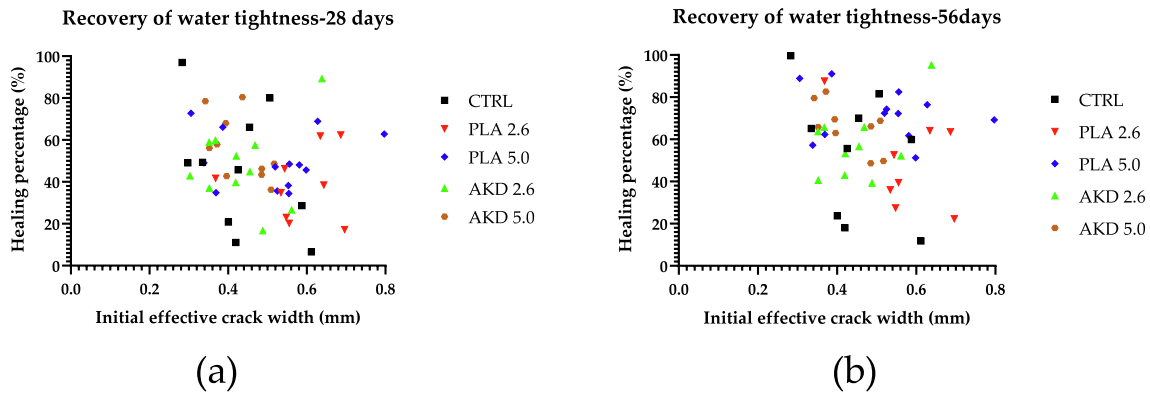 Recovery of water tightness-28 days
Healing percentage (%)
100
80
60
40
20
0
0.0 0.2 0.4 0.6 0.8
Initial effective crack width (mm)
CTRL
PLA 2.6
PLA 5.0
AKD 2.6
AKD 5.0
(a)
Recovery of water tightness-56days
Healing percentage (%)
100
80
60
40
20
0
0.0 0.2 0.4 0.6 0.8
Initial effective crack width (mm)
CTRL
PLA 2.6
PLA 5.0
AKD 2.6
AKD 5.0
(b)